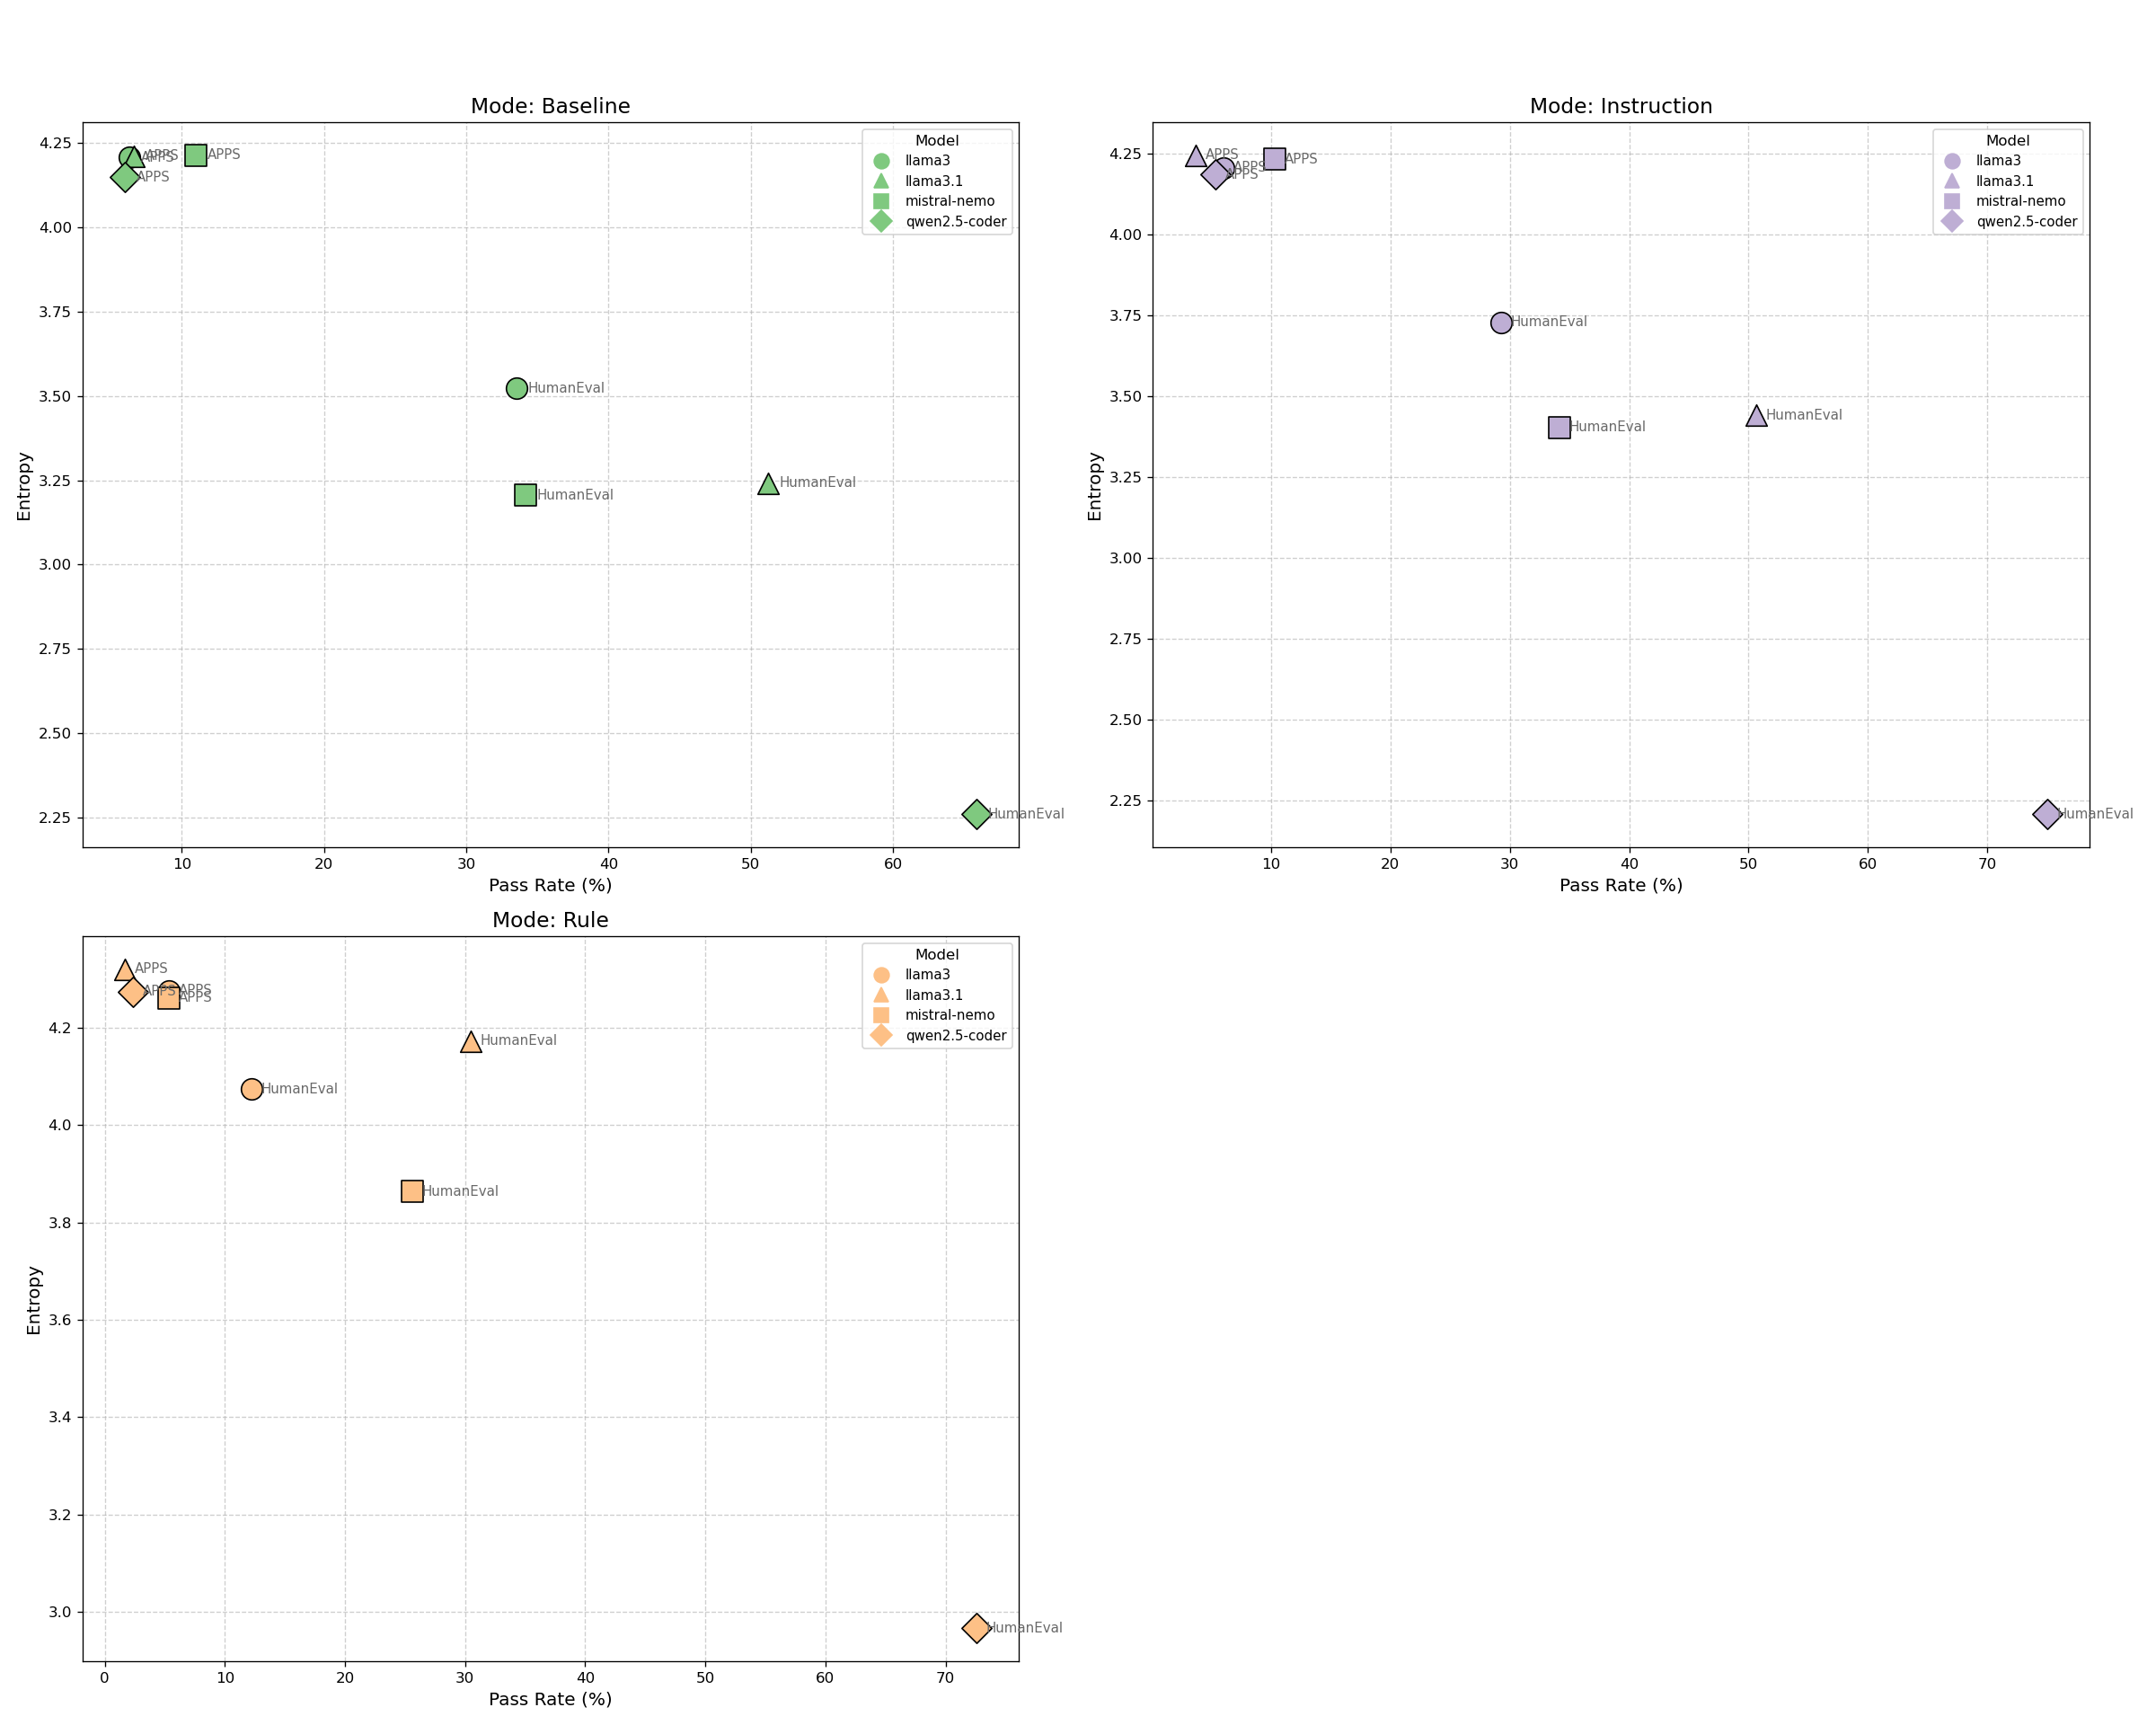 Mode: Baseline
4.25
4.00
3.75
3.50
3.25
3.00
2.75
2.50
2.25
Entropy
10
20
30
40
50
60
Pass Rate (%)
APPS
APPS
APPS
APPS
HumanEval
HumanEval
HumanEval
HumanEval
Model
llama3
llama3.1
mistral-nemo
qwen2.5-coder
Mode: Instruction
4.25
4.00
3.75
3.50
3.25
3.00
2.75
2.50
2.25
Entropy
10
20
30
40
50
60
70
Pass Rate (%)
APPS
APPS
APPS
APPS
HumanEval
HumanEval
HumanEval
HumanEval
Model
llama3
llama3.1
mistral-nemo
qwen2.5-coder
Mode: Rule
4.2
4.0
3.8
3.6
3.4
3.2
3.0
Entropy
0
10
20
30
40
50
60
70
Pass Rate (%)
APPS
APPS
APPS
APPS
HumanEval
HumanEval
HumanEval
HumanEval
Model
llama3
llama3.1
mistral-nemo
qwen2.5-coder